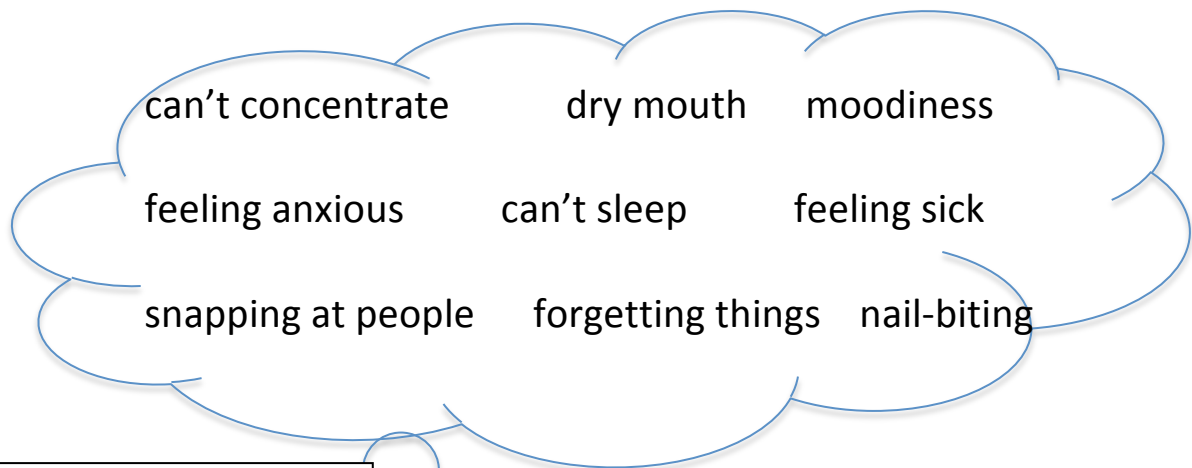 can’t concentrate dry mouth moodiness
feeling anxious can’t sleep feeling sick
snapping at people forgetting things nail-biting